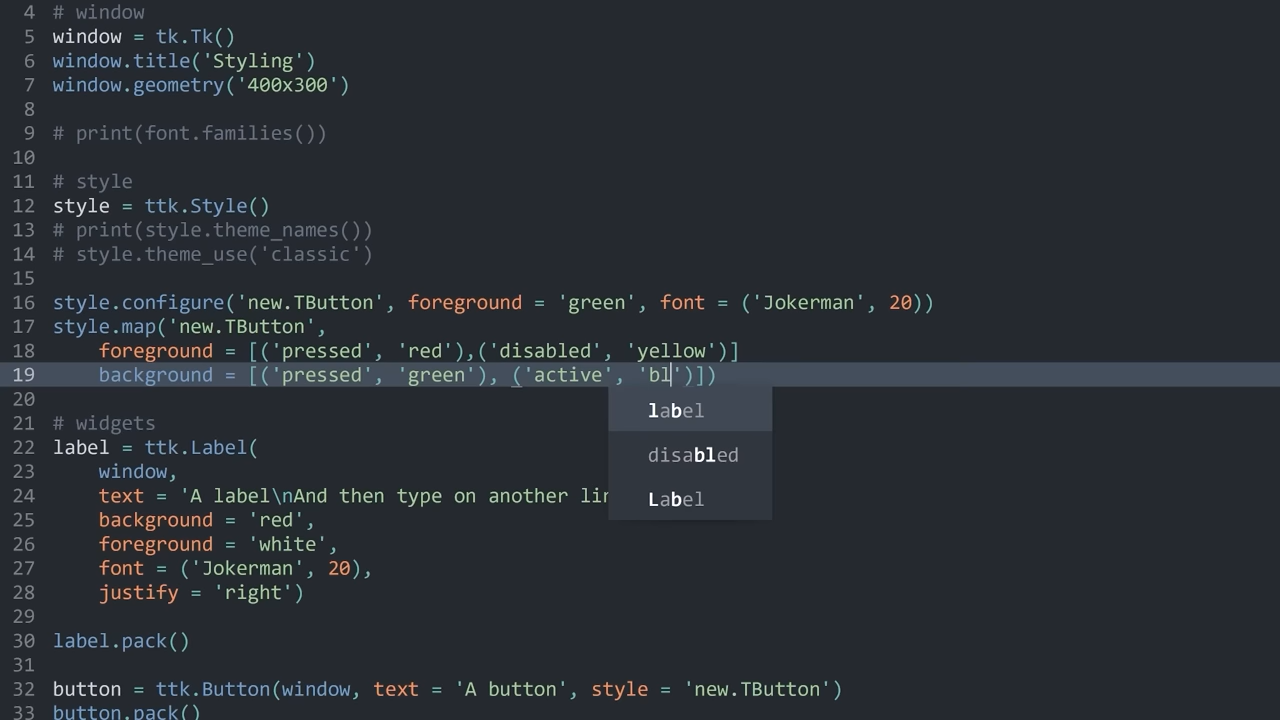 4 # window
5 window = tk.Tk()
6 window.title('Styling')
7 window.geometry('400x300')
8
9 # print(font.families())
10
11 # style
12 style = ttk.Style()
13 # print(style.theme_names())
14 # style.theme_use('classic')
15
16 style.configure('new.TButton', foreground = 'green', font = ('Jokerman', 20))
17 style.map('new.TButton',
18     foreground = [('pressed', 'red'),('disabled', 'yellow')]
19     background = [('pressed', 'green'), ('active', 'bl')])
label
disabled
Label
20
21 # widgets
22 label = ttk.Label(
23     window,
24     text = 'A label\nAnd then type on another
25     background = 'red',
26     foreground = 'white',
27     font = ('Jokerman', 20),
28     justify = 'right')
29
30 label.pack()
31
32 button = ttk.Button(window, text = 'A button', style = 'new.TButton')
33 button.pack()